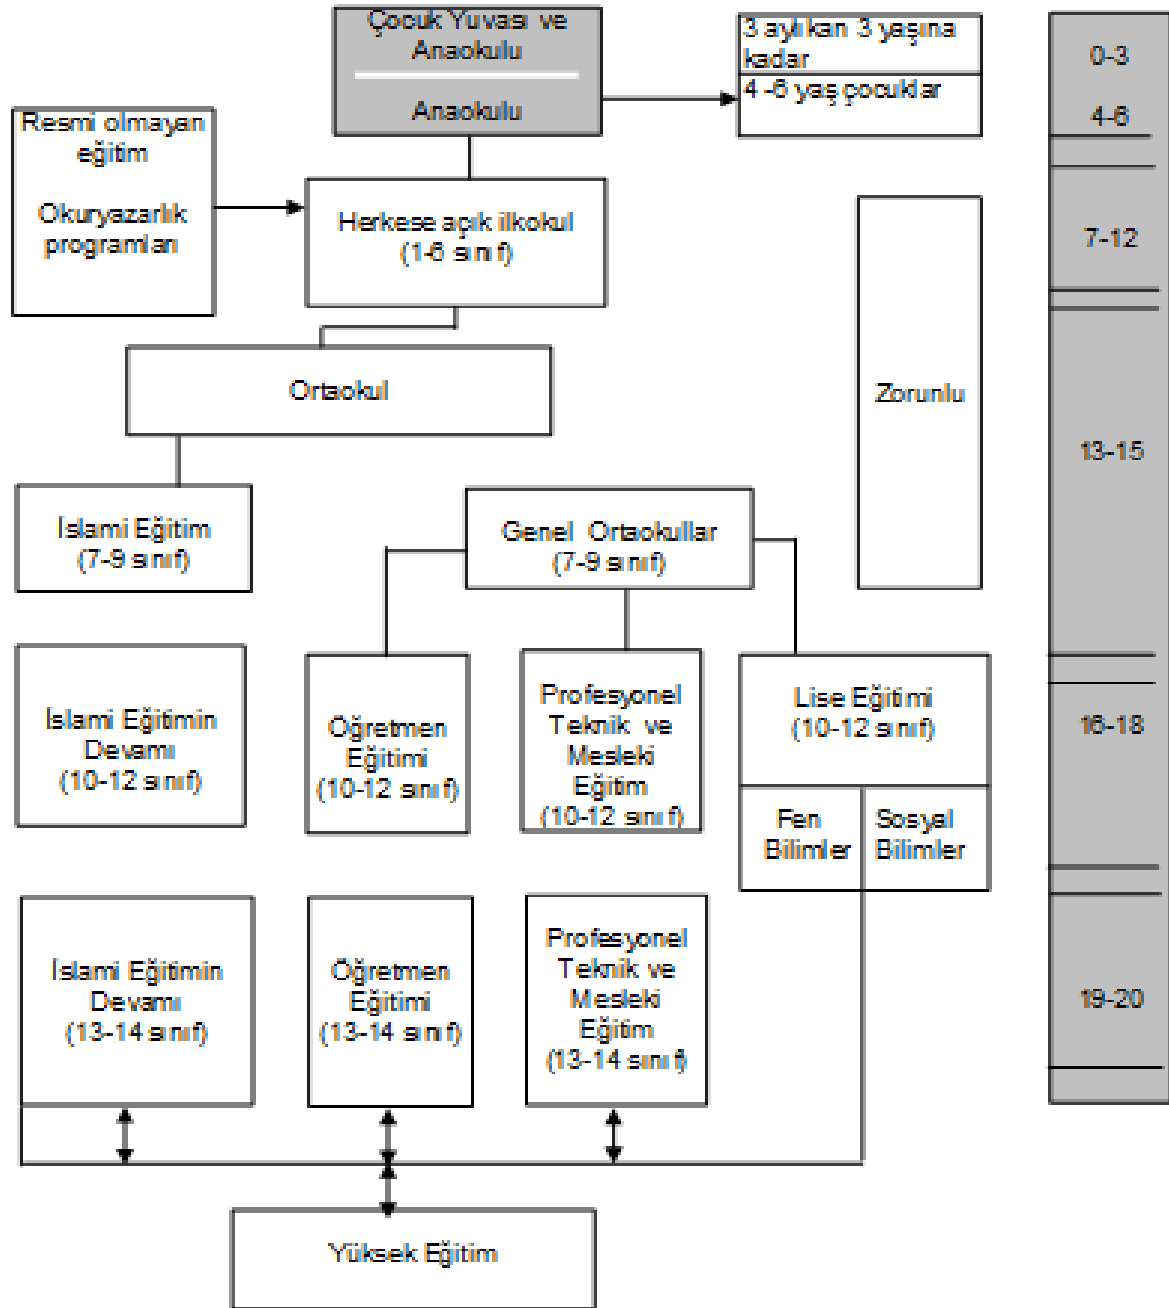 Çocuk Yuvası ve
Anaokulu
Anaokulu
3 aylıkan 3 yaşına
kadar
4 -6 yaş çocuklar
0-3
4-6
Resmi olmayan
eğitim
Okuryazarlık
programları
Herkese açık ilkokul
(1-6 sınıf)
7-12
Ortaokul
Zorunlu
13-15
İslami Eğitim
(7-9 sınıf)
Genel Ortaokullar
(7-9 sınıf)
İslami Eğitimin
Devamı
(10-12 sınıf)
Öğretmen
Eğitimi
(10-12 sınıf)
Profesyonel
Teknik ve
Mesleki
Eğitim
(10-12 sınıf)
Lise Eğitimi
(10-12 sınıf)
Fen
Bilimler
Sosyal
Bilimler
16-18
İslami Eğitimin
Devamı
(13-14 sınıf)
Öğretmen
Eğitimi
(13-14 sınıf)
Profesyonel
Teknik ve
Mesleki
Eğitim
(13-14 sınıf)
19-20
Yüksek Eğitim